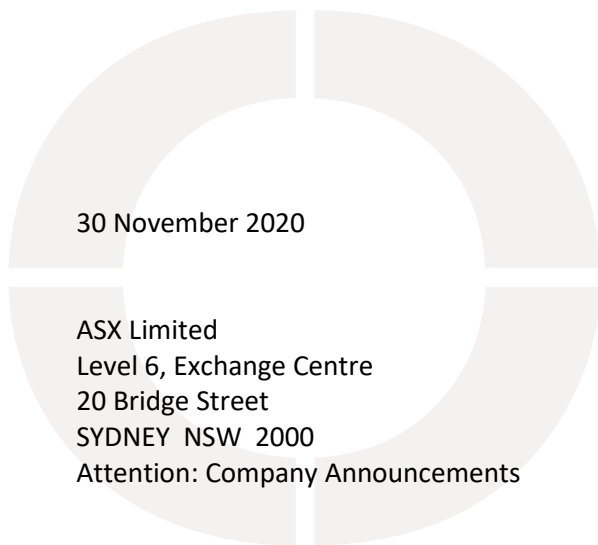 30 November 2020
ASX Limited
Level 6, Exchange Centre
20 Bridge Street
SYDNEY  NSW  2000
Attention: Company Announcements